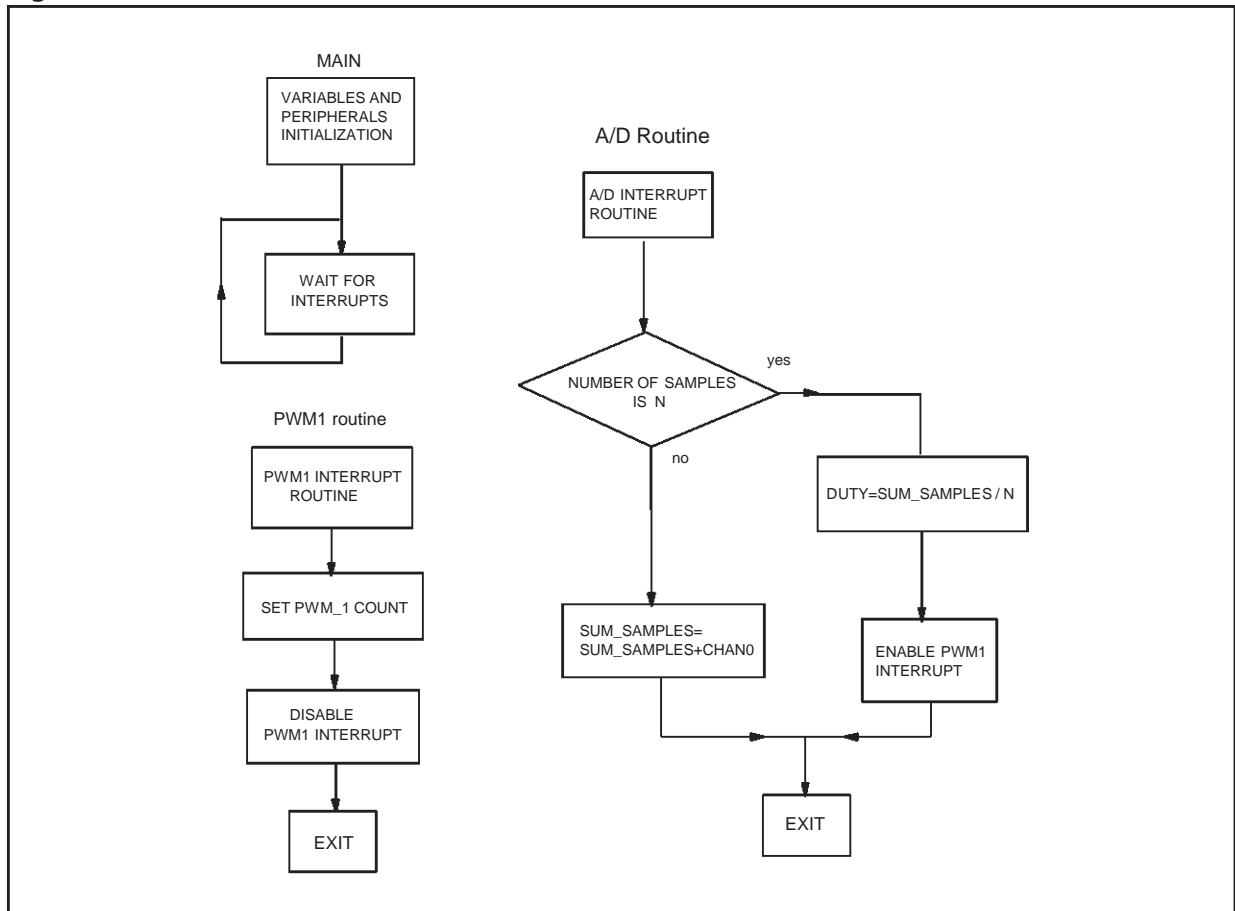 MAIN
VARIABLES AND
PERIPHERALS
INITIALIZATION
WAIT FOR
INTERRUPTS
PWM1 routine
PWM1 INTERRUPT
ROUTINE
SET PWM_1 COUNT
DISABLE
PWM1 INTERRUPT
EXIT
A/D Routine
A/D INTERRUPT
ROUTINE
NUMBER OF SAMPLES
IS N
yes
no
DUTY=SUM_SAMPLES / N
SUM_SAMPLES=
SUM_SAMPLES+CHAN0
ENABLE PWM1
INTERRUPT
EXIT